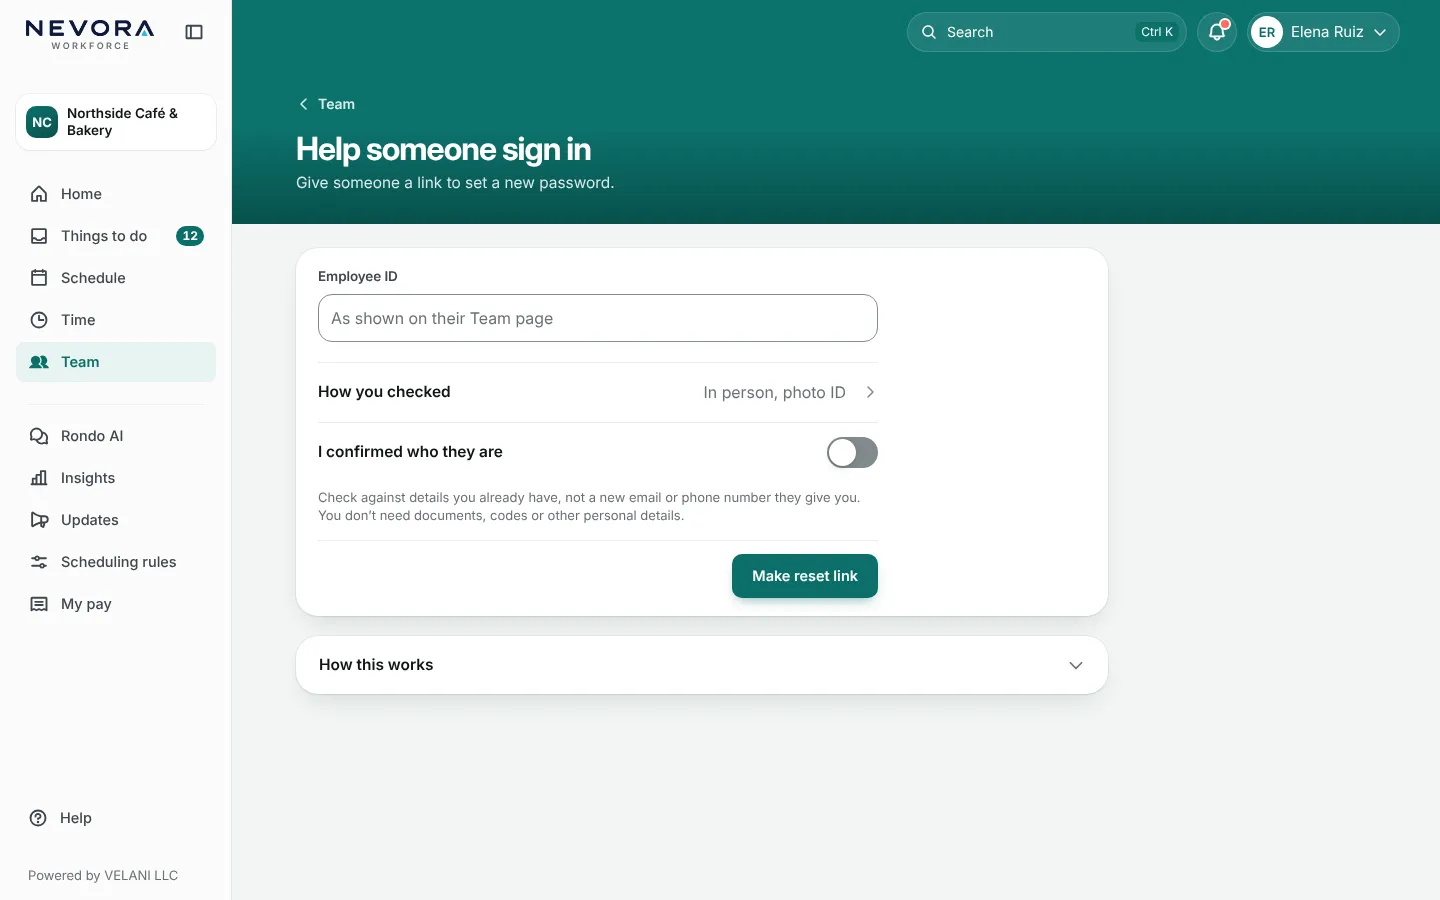 NEVORA
WORKFORCE
Search
Ctrl K
ER
Elena Ruiz
NC
Northside Café &
Bakery
Team
Help someone sign in
Give someone a link to set a new password.
Home
Things to do
12
Schedule
Time
Team
Rondo AI
Insights
Updates
Scheduling rules
My pay
Help
Powered by VELANI LLC
Employee ID
As shown on their Team page
How you checked
In person, photo ID
I confirmed who they are
Check against details you already have, not a new email or phone number they give you.
You don’t need documents, codes or other personal details.
Make reset link
How this works